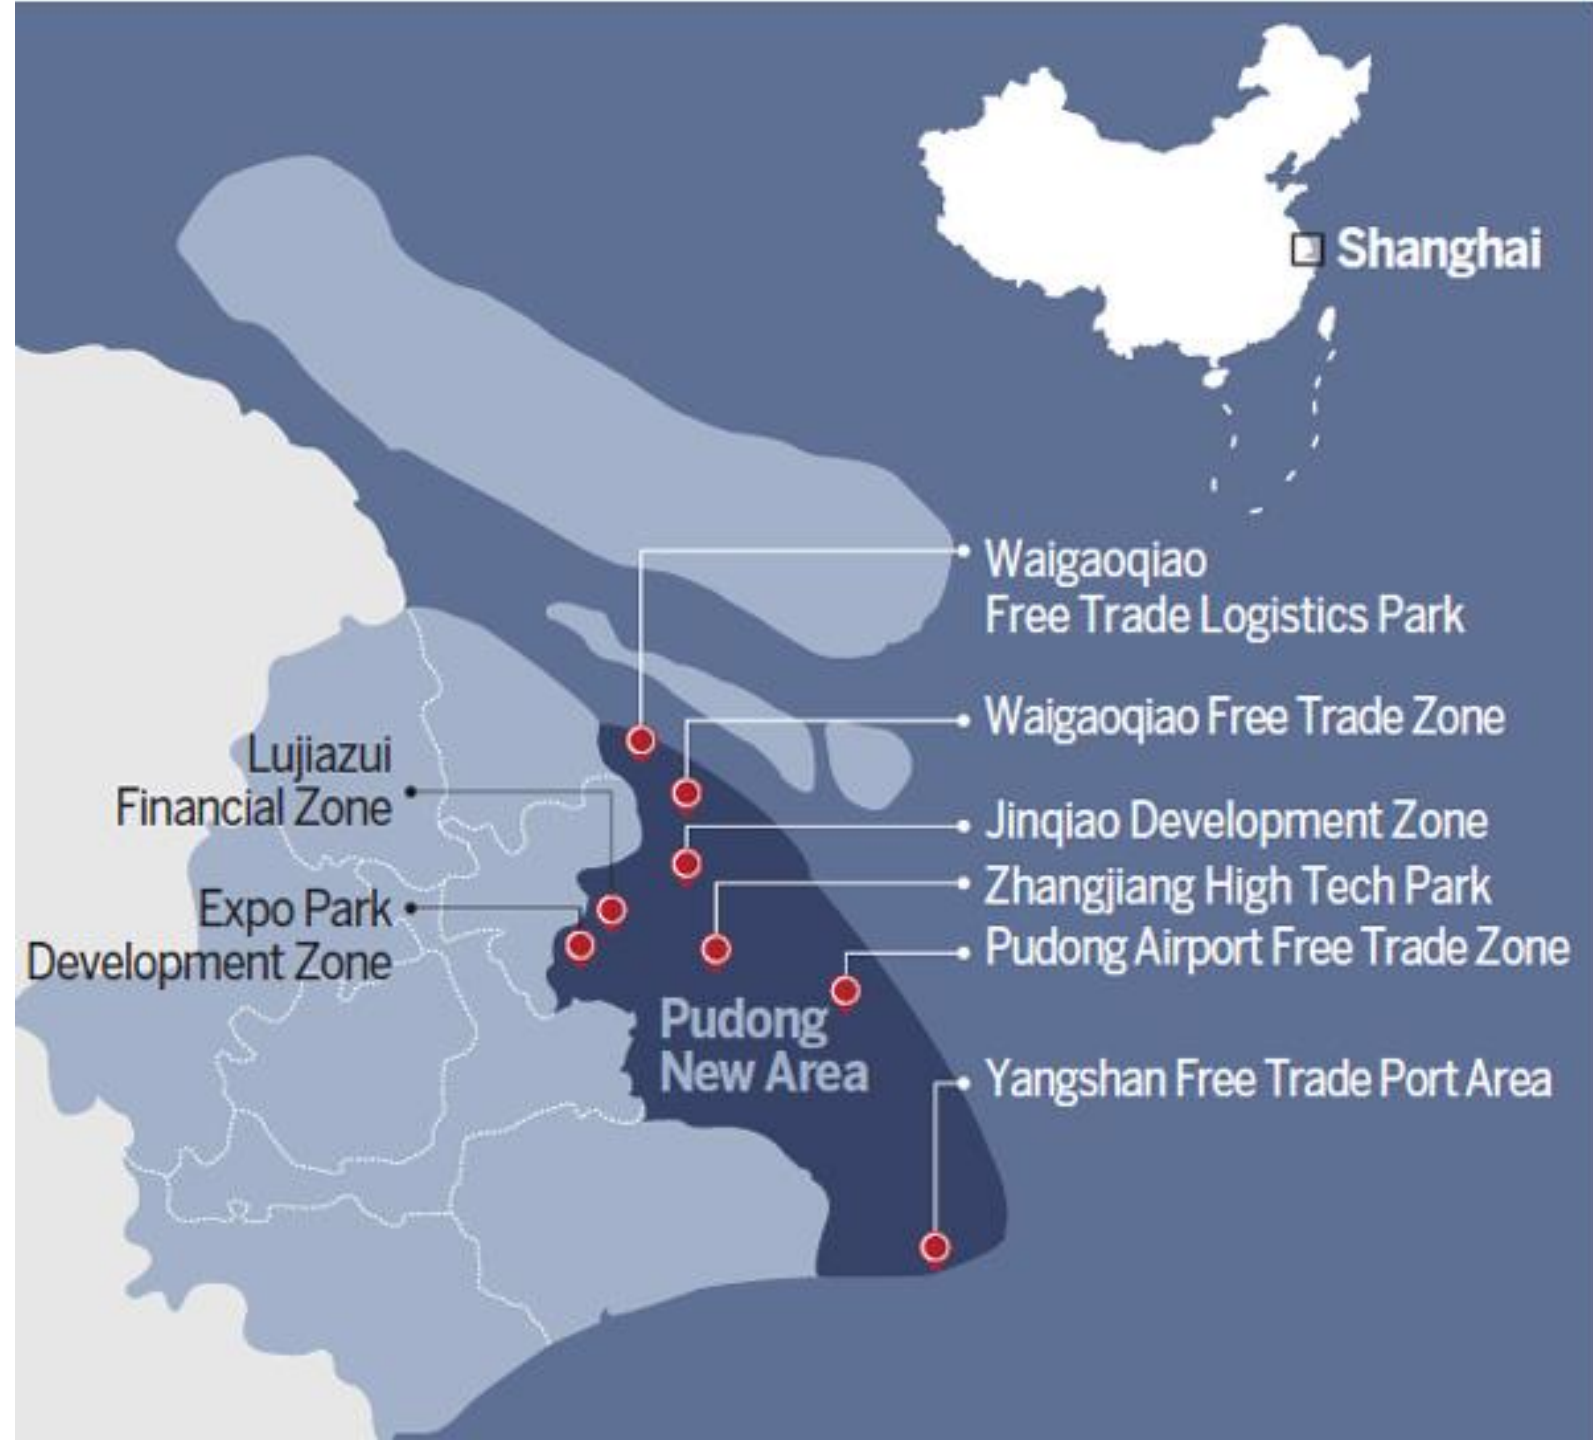 Shanghai
Waigaoqiao
Free Trade Logistics Park
Waigaoqiao Free Trade Zone
Lujiazui
Financial Zone
Jinqiao Development Zone
Zhangjiang High Tech Park
Expo Park
Development Zone
Pudong Airport Free Trade Zone
Pudong
New Area
Yangshan Free Trade Port Area